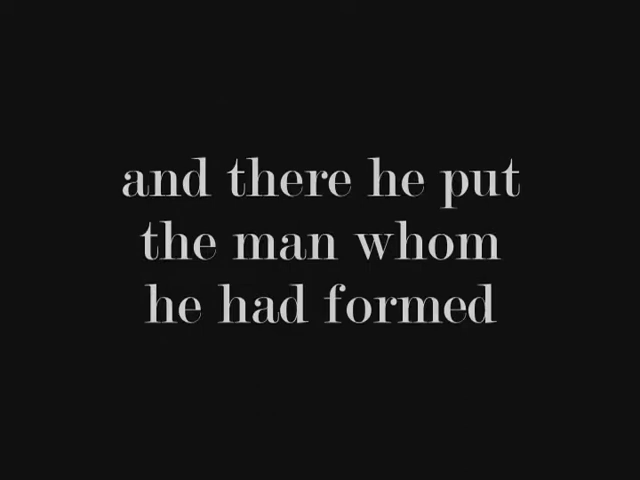 and there he put
the man whom
he had formed